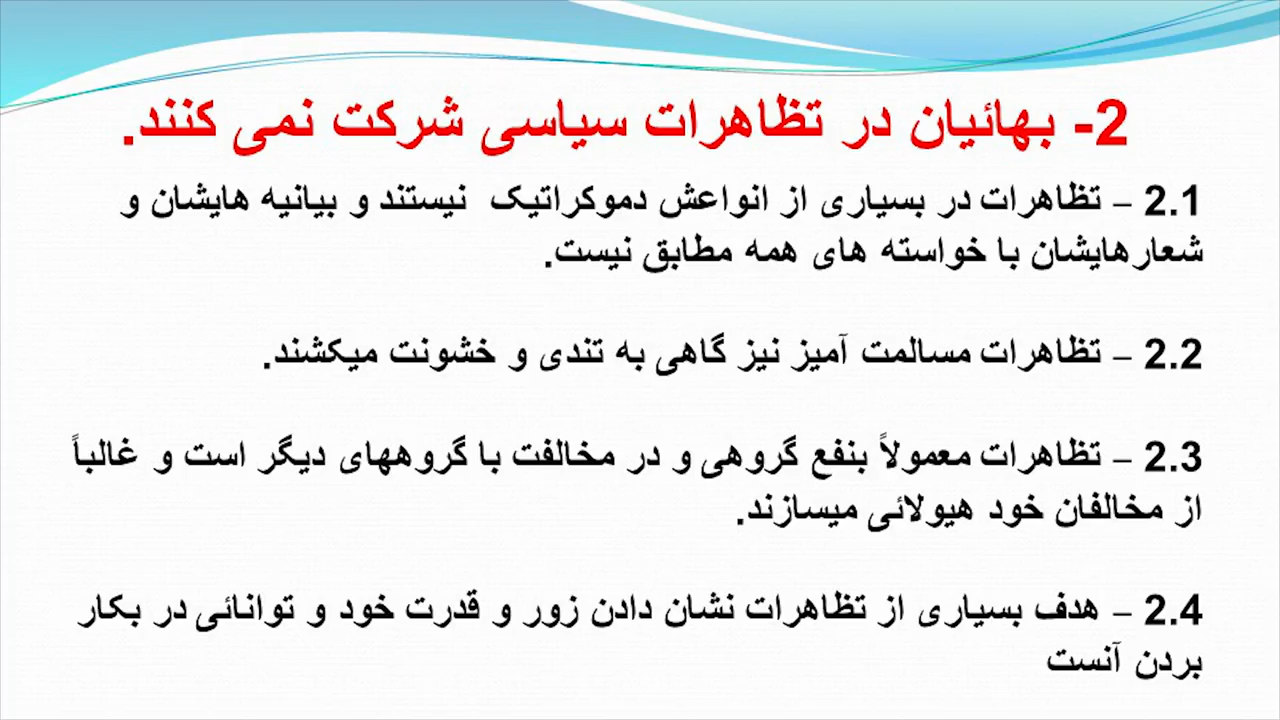 2- بهائیان در تظاهرات سیاسی شرکت نمی کنند.
2.1 – تظاهرات در بسیاری از انواعش دموکراتیک نیستند و بیانیه هایشان و
شعارهایشان با خواسته های همه مطابق نیست.
2.2 – تظاهرات مسالمت آمیز نیز گاهی به تندی و خشونت میکشند.
2.3 – تظاهرات معمولاً بنفع گروهی و در مخالفت با گروههای دیگر است و غالباً
از مخالفان خود هیولائی میسازند.
2.4 – هدف بسیاری از تظاهرات نشان دادن زور و قدرت خود و توانائی در بکار
بردن آنست